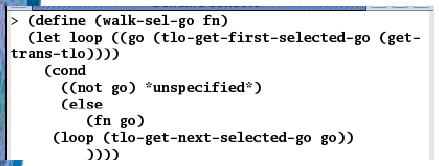 > (define (walk-sel-go fn)
(let loop ((go (tlo-get-first-selected-go (get-
trans-tlo))))
(cond
((not go) *unspecified*)
(else
(fn go)
(loop (tlo-get-next-selected-go go))
))))